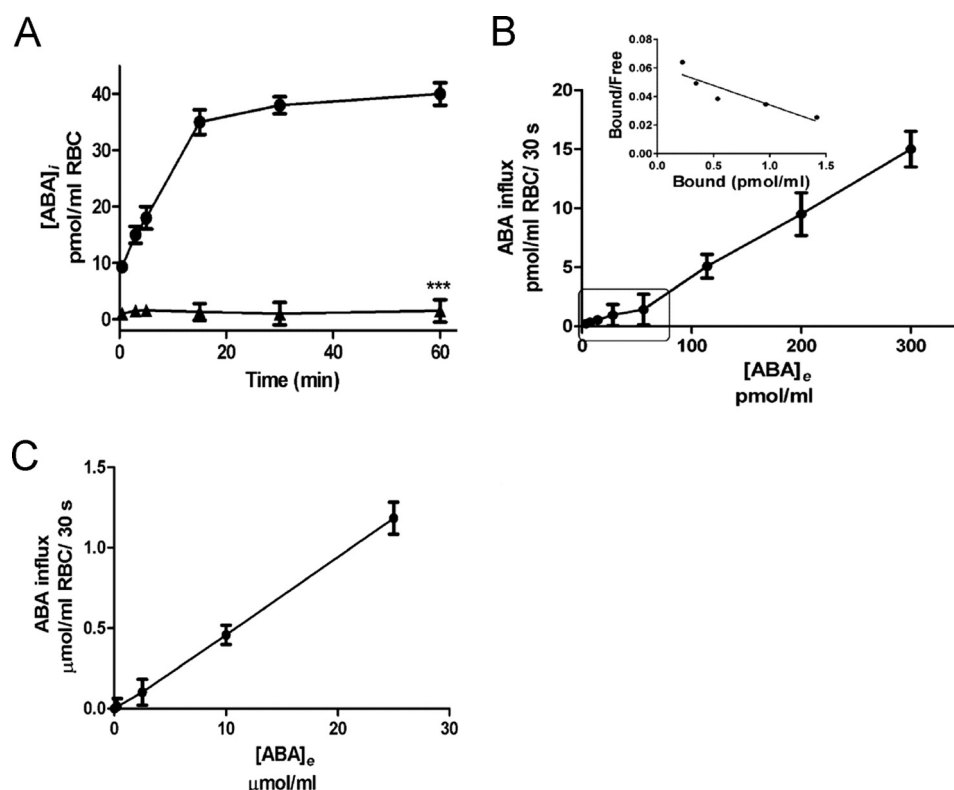 A
[ABA]i
pmol/ml RBC
40
30
20
10
0
***
0 20 40 60
Time (min)
B
Bound/Free
0.08
0.06
0.04
0.02
0.00
0.0 0.5 1.0 1.5
Bound (pmol/ml)
ABA influx
pmol/ml RBC/ 30 s
20
15
10
5
0
0 100 200 300
[ABA]e
pmol/ml
C
ABA influx
μmol/ml RBC/ 30 s
1.5
1.0
0.5
0.0
0 10 20 30
[ABA]e
μmol/ml